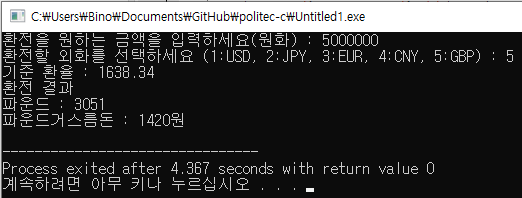 C:₩Users₩Bino₩Documents₩GitHub₩politec-c₩Untitled1.exe
환전을 원하는 금액을 입력하세요(원화) : 5000000
환전할 외화를 선택하세요 (1:USD, 2:JPY, 3:EUR, 4:CNY, 5:GBP) : 5
기준 환율 : 1638.34
환전 결과
파운드 : 3051
파운드거스름돈 : 1420원
--------------------------------
Process exited after 4.367 seconds with return value 0
계속하려면 아무 키나 누르십시오 . . .